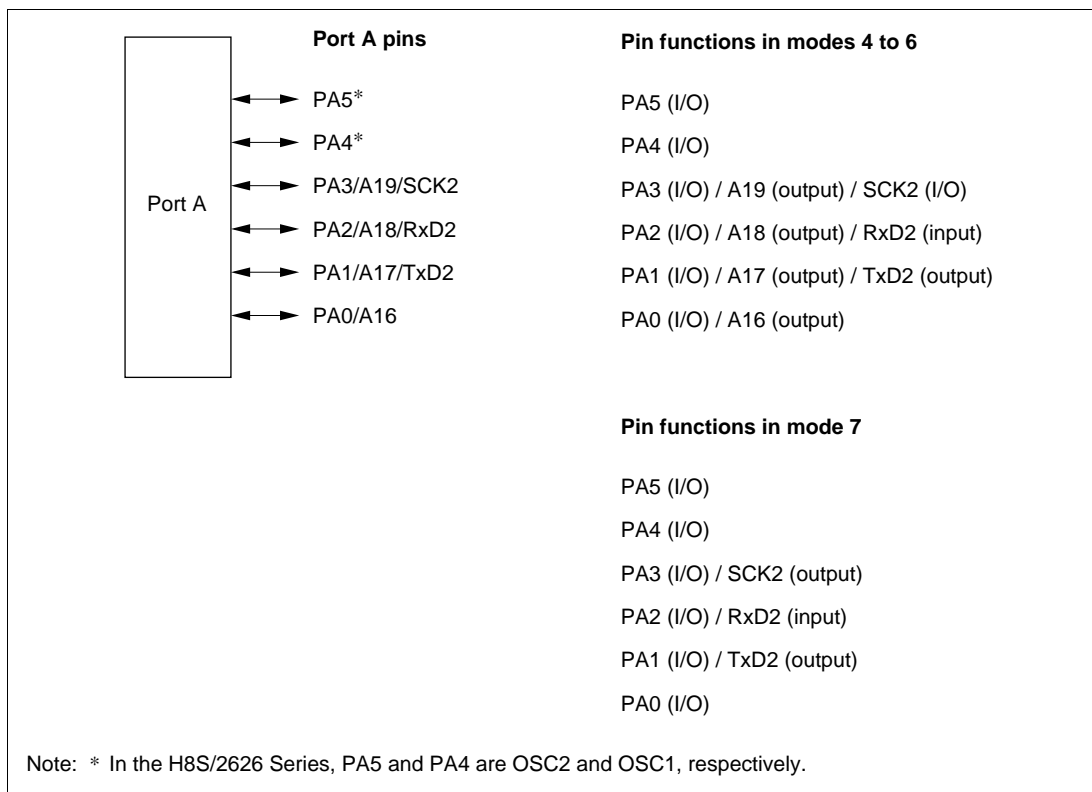 Port A pins
Pin functions in modes 4 to 6
PA5*
PA5 (I/O)
PA4*
PA4 (I/O)
PA3/A19/SCK2
PA3 (I/O) / A19 (output) / SCK2 (I/O)
Port A
PA2/A18/RxD2
PA2 (I/O) / A18 (output) / RxD2 (input)
PA1/A17/TxD2
PA1 (I/O) / A17 (output) / TxD2 (output)
PA0/A16
PA0 (I/O) / A16 (output)
Pin functions in mode 7
PA5 (I/O)
PA4 (I/O)
PA3 (I/O) / SCK2 (output)
PA2 (I/O) / RxD2 (input)
PA1 (I/O) / TxD2 (output)
PA0 (I/O)
Note: * In the H8S/2626 Series, PA5 and PA4 are OSC2 and OSC1, respectively.